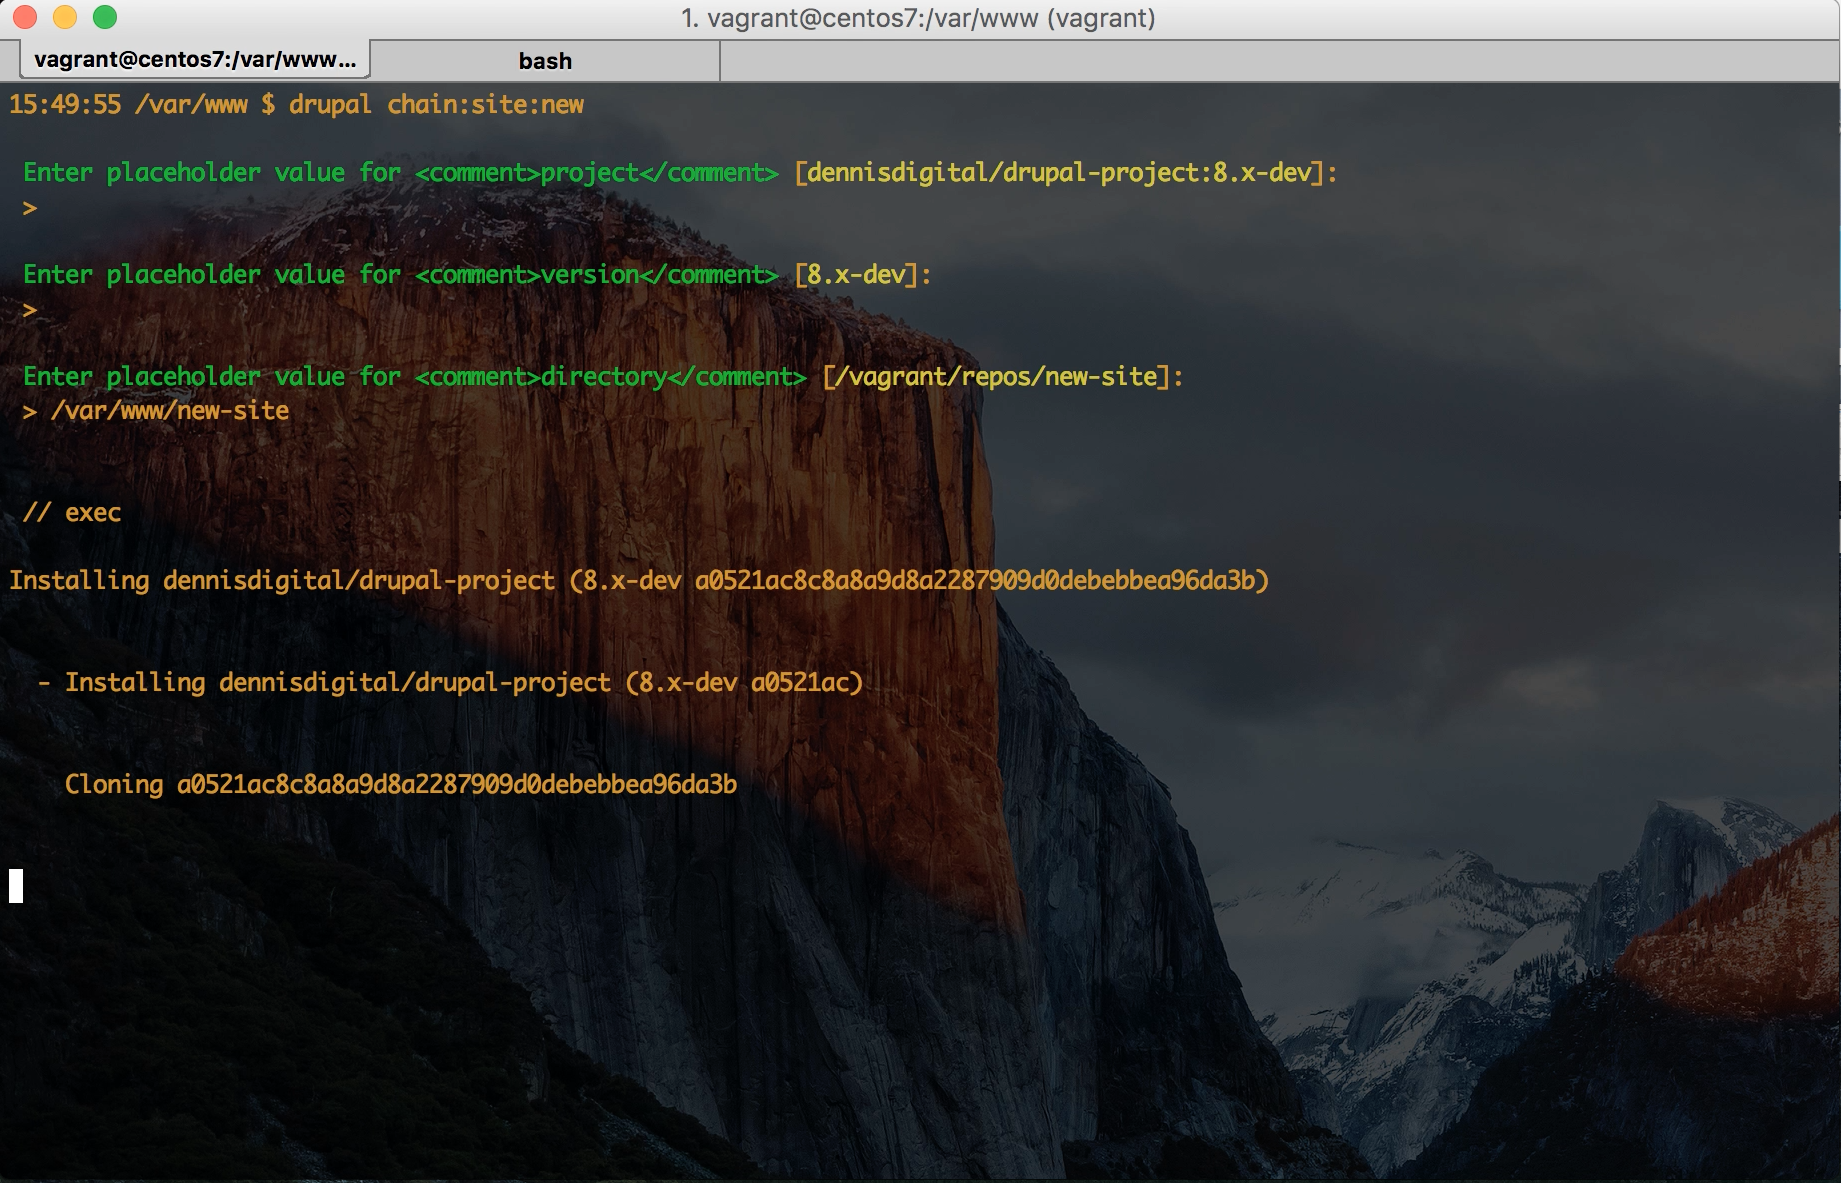 1. vagrant@centos7:/var/www (vagrant)
vagrant@centos7:/var/www... bash
15:49:55 /var/www $ drupal chain:site:new
Enter placeholder value for <comment>project</comment> [dennisdigital/drupal-project:8.x-dev]:
>
Enter placeholder value for <comment>version</comment> [8.x-dev]:
>
Enter placeholder value for <comment>directory</comment> [/vagrant/repos/new-site]:
> /var/www/new-site
// exec
Installing dennisdigital/drupal-project (8.x-dev a0521ac8c8a8a9d8a2287909d0debebbea96da3b)
- Installing dennisdigital/drupal-project (8.x-dev a0521ac)
Cloning a0521ac8c8a8a9d8a2287909d0debebbea96da3b